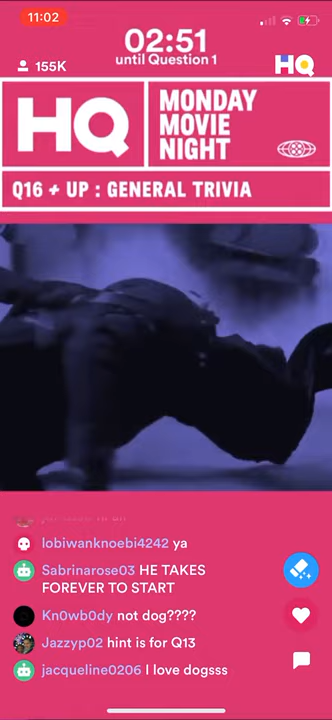 11:02
02:51
until Question 1
155K
HQ
HQ
MONDAY
MOVIE
NIGHT
Q16 + UP : GENERAL TRIVIA
lobiwanknoebi4242 ya
Sabrinarose03 HE TAKES
FOREVER TO START
Kn0wb0dy not dog????
Jazzyp02 hint is for Q13
jacqueline0206 I love dogsss